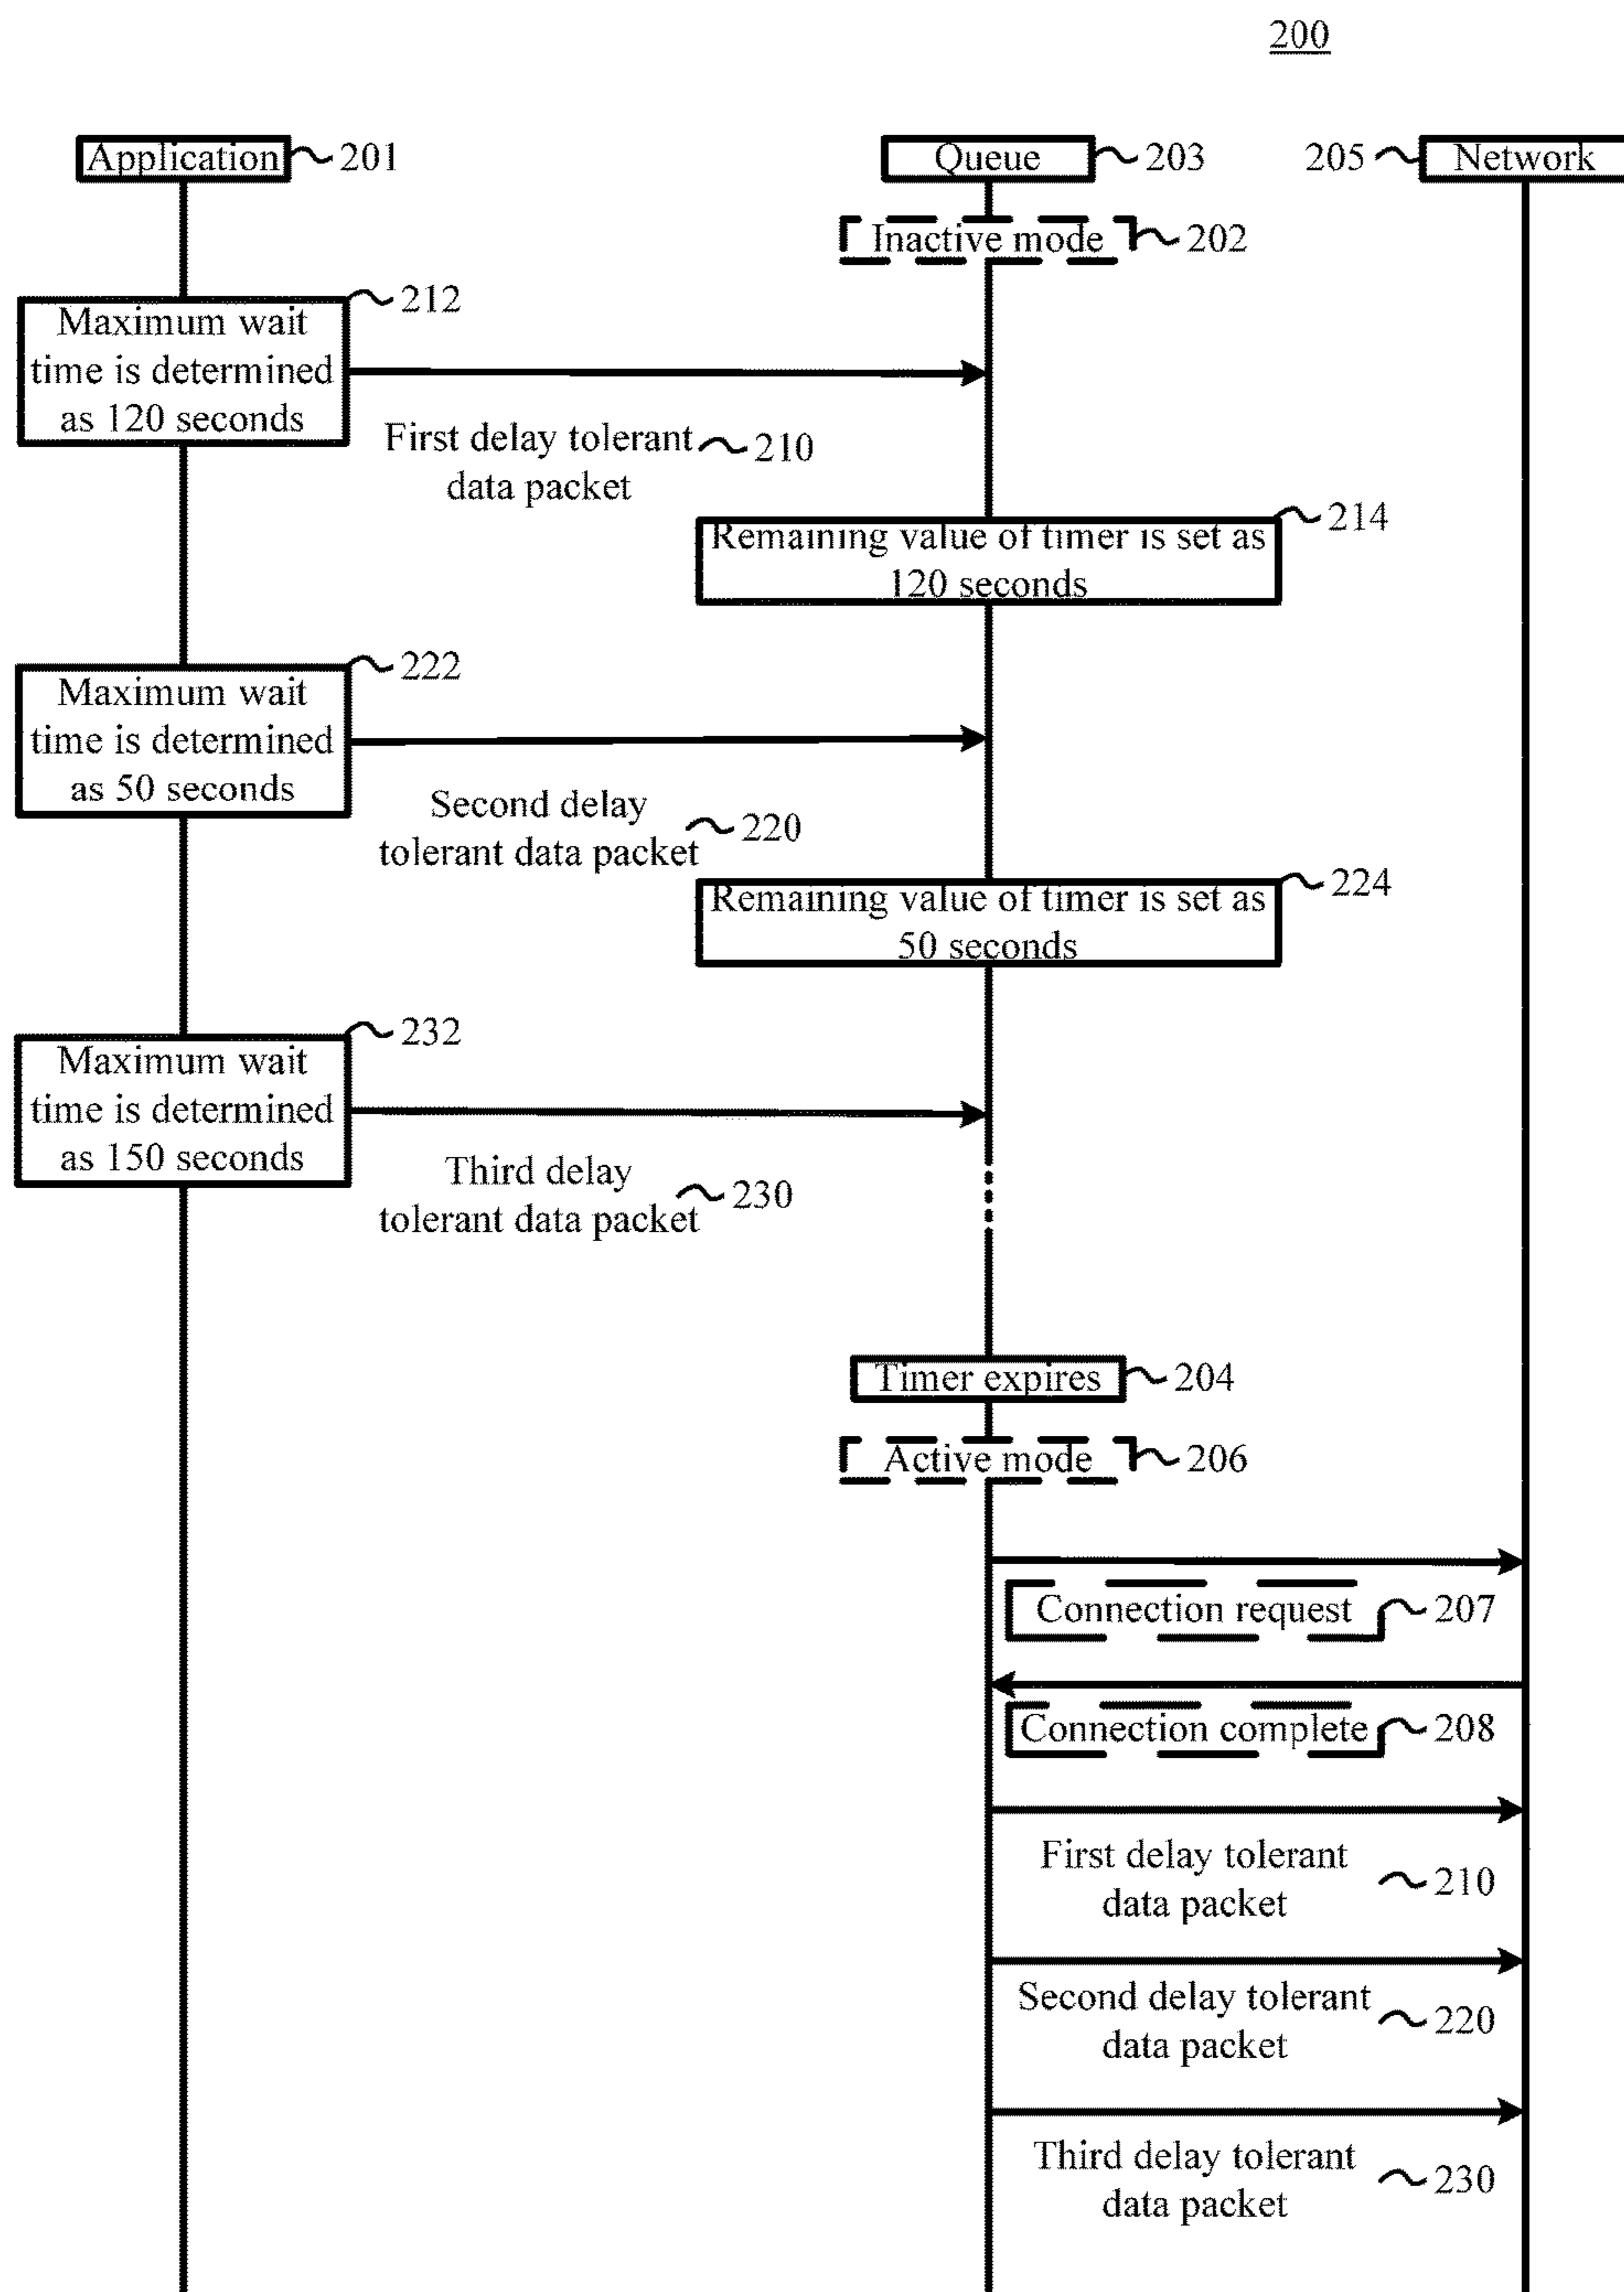 200
Application 201
Queue 203
205 Network
Inactive mode 202
212
Maximum wait
time is determined
as 120 seconds
First delay tolerant
data packet
210
214
Remaining value of timer is set as
120 seconds
222
Maximum wait
time is determined
as 50 seconds
Second delay
tolerant data packet
220
224
Remaining value of timer is set as
50 seconds
232
Maximum wait
time is determined
as 150 seconds
Third delay
tolerant data packet
230
Timer expires 204
Active mode 206
Connection request 207
Connection complete 208
First delay tolerant
data packet
210
Second delay tolerant
data packet
220
Third delay tolerant
data packet
230